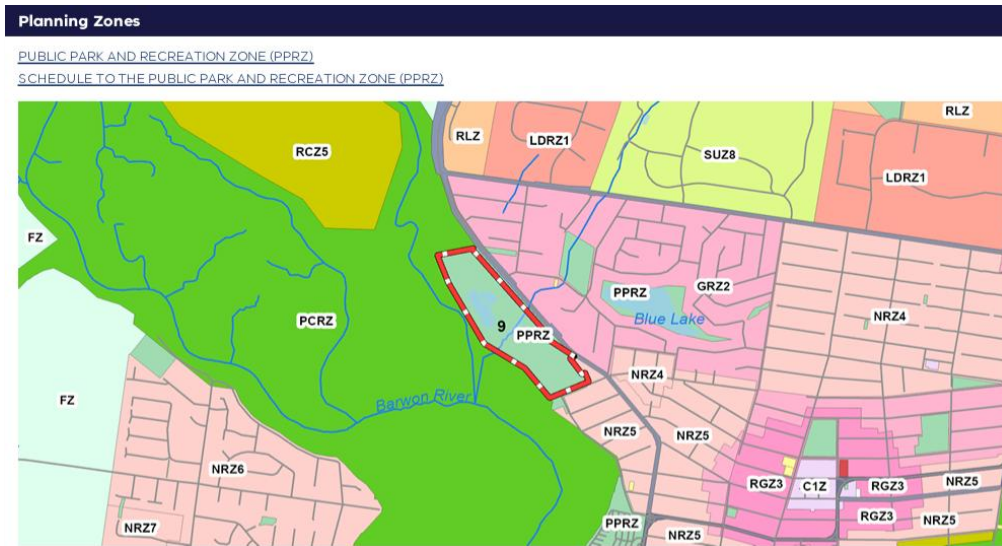 Planning Zones
PUBLIC PARK AND RECREATION ZONE (PPRZ)
SCHEDULE TO THE PUBLIC PARK AND RECREATION ZONE (PPRZ)
RLZ
RLZ
LDRZ1
RCZ5
SUZ8
LDRZ1
FZ
GRZ2
PPRZ
PCRZ
Blue Lake
NRZ4
9
PPRZ
NRZ4
FZ
Barwon River
NRZ5
NRZ5
NRZ6
RGZ3
C1Z
RGZ3
NRZ5
RGZ3
NRZ5
PPRZ
NRZ7
NRZ5